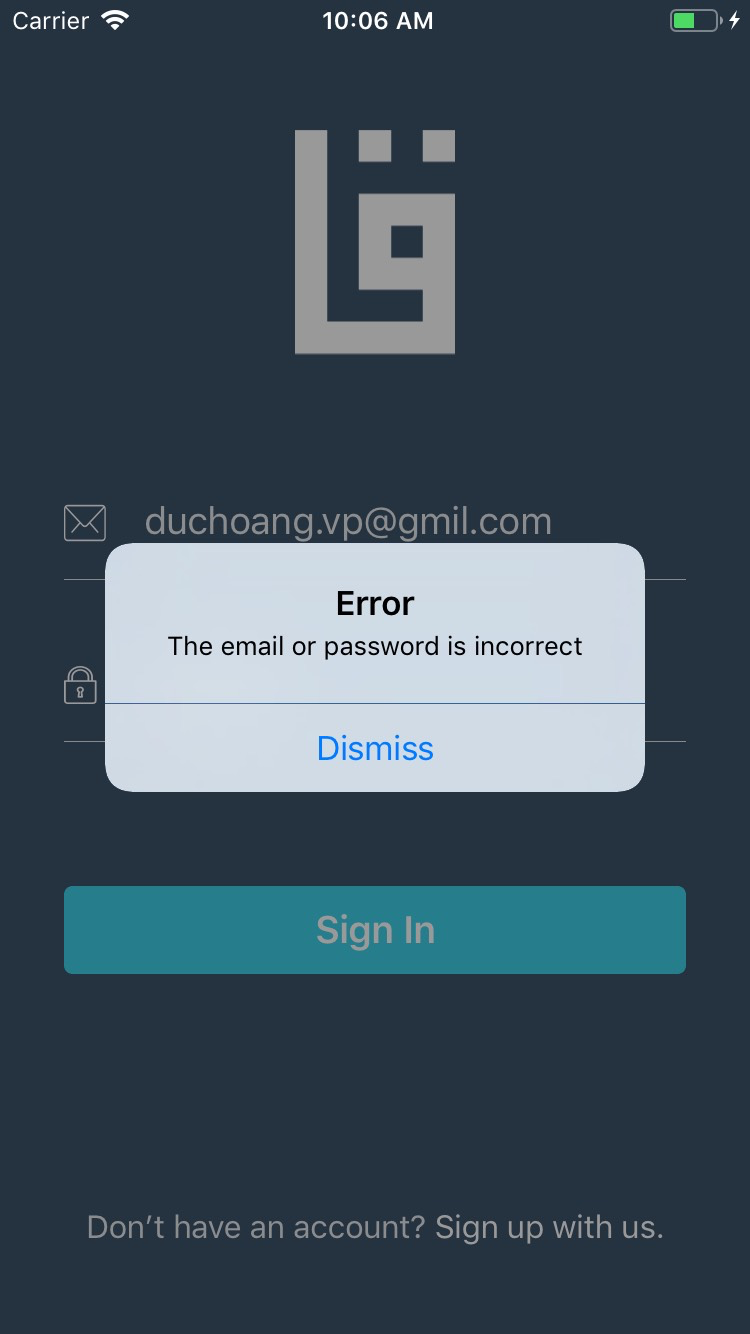 Carrier 10:06 AM
duchoang.vp@gmil.com
Error
The email or password is incorrect
Dismiss
Sign In
Don’t have an account? Sign up with us.